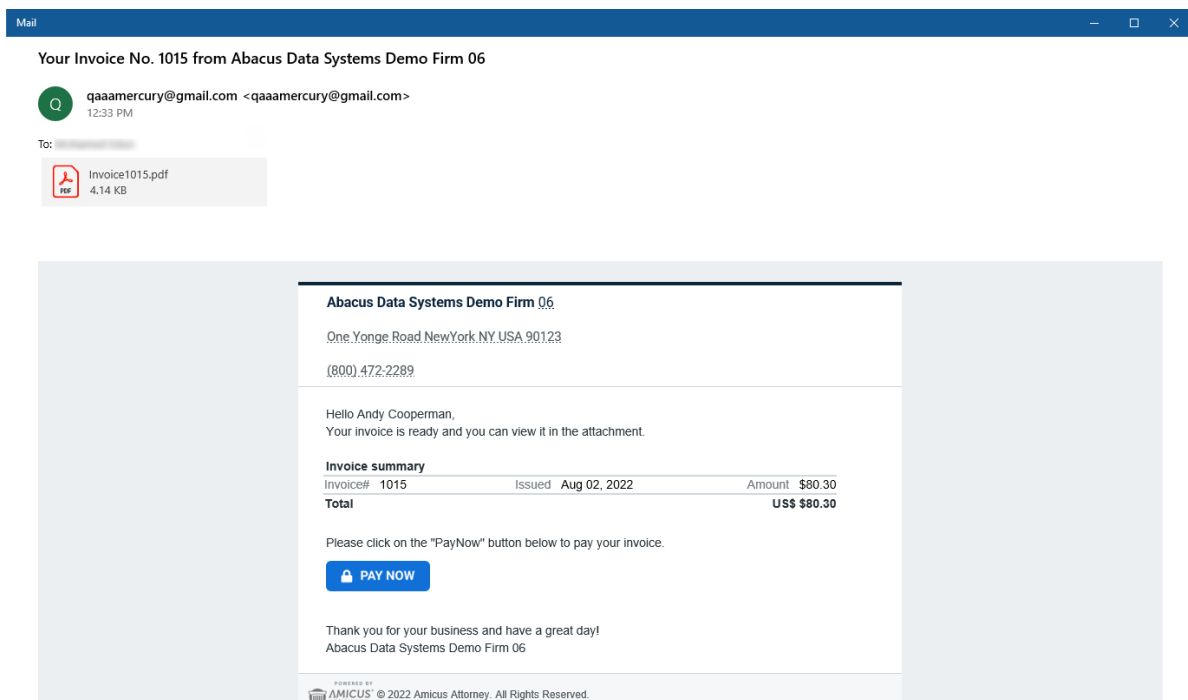 Mail
Your Invoice No. 1015 from Abacus Data Systems Demo Firm 06
Q
qaaamercury@gmail.com <qaaamercury@gmail.com>
12:33 PM
To:
Invoice1015.pdf
PDF
4.14 KB
Abacus Data Systems Demo Firm 06
One Yonge Road NewYork NY USA 90123
(800) 472-2289
Hello Andy Cooperman,
Your invoice is ready and you can view it in the attachment.
Invoice summary
Invoice# 1015 Issued Aug 02, 2022 Amount $80.30
Total US$ $80.30
Please click on the "PayNow" button below to pay your invoice.
PAY NOW
Thank you for your business and have a great day!
Abacus Data Systems Demo Firm 06
POWERED BY
AMICUS' © 2022 Amicus Attorney. All Rights Reserved.